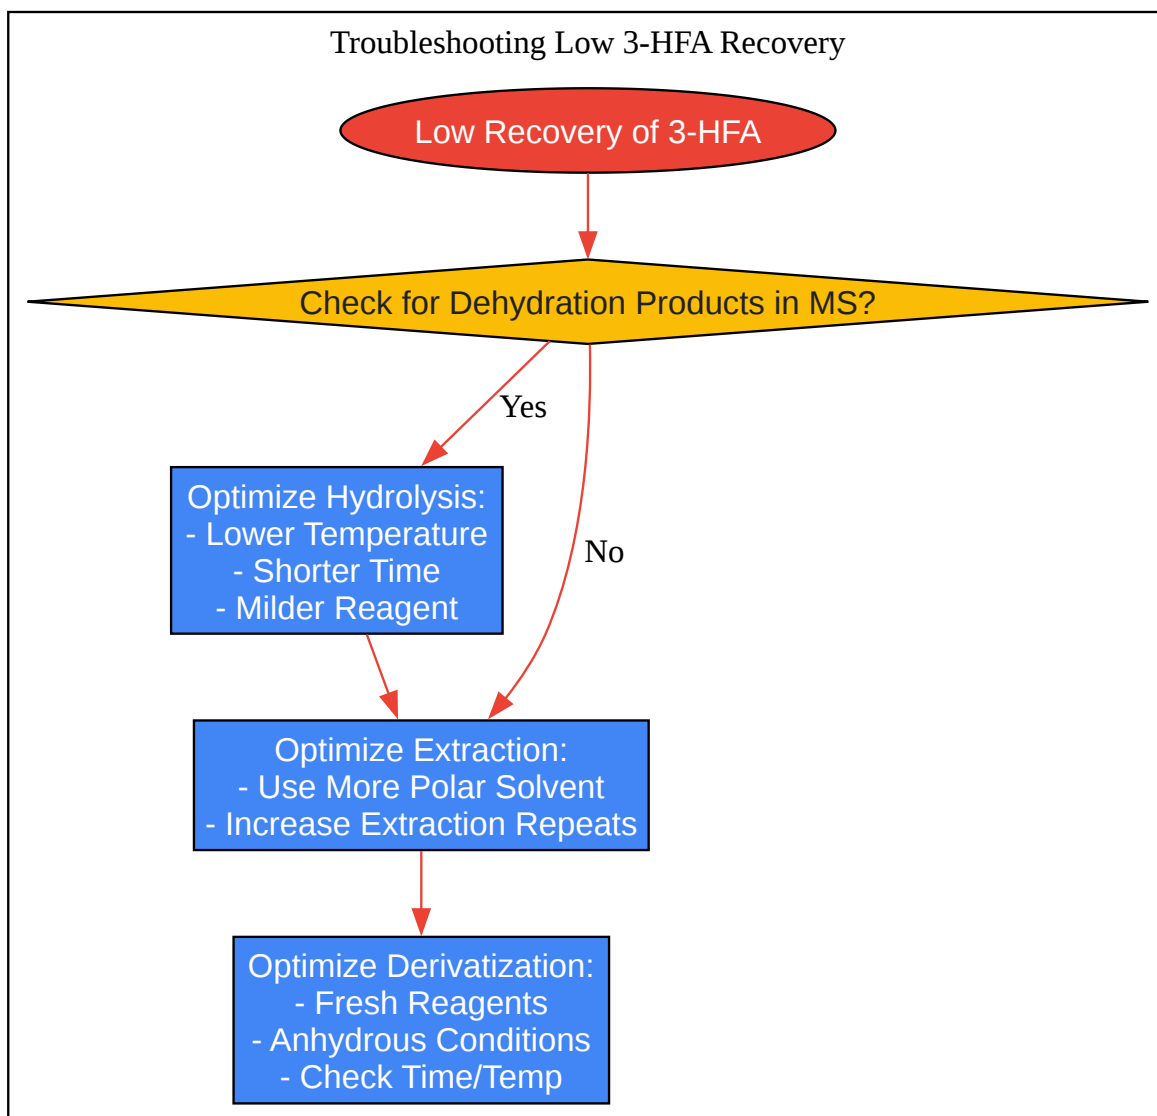 Troubleshooting Low 3-HFA Recovery
Low Recovery of 3-HFA
Check for Dehydration Products in MS?
Yes
Optimize Hydrolysis:
- Lower Temperature
- Shorter Time
- Milder Reagent
No
Optimize Extraction:
- Use More Polar Solvent
- Increase Extraction Repeats
Optimize Derivatization:
- Fresh Reagents
- Anhydrous Conditions
- Check Time/Temp